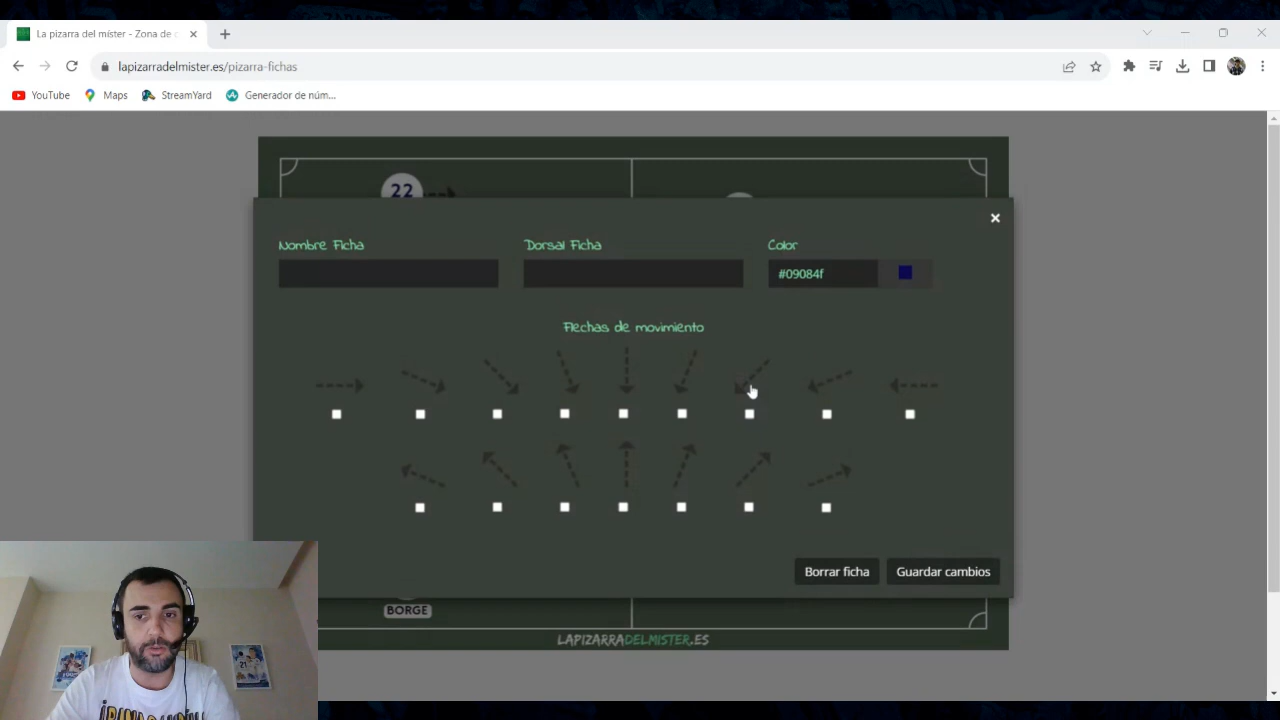 La pizarra del míster - Zona de
lapizarradelmister.es/pizarra-fichas
YouTube Maps StreamYard Generador de núm...
22
Nombre Ficha Dorsal Ficha Color
#09084f
Flechas de movimiento
Borrar ficha Guardar cambios
BORGE
LAPIZARRADELMISTER.ES